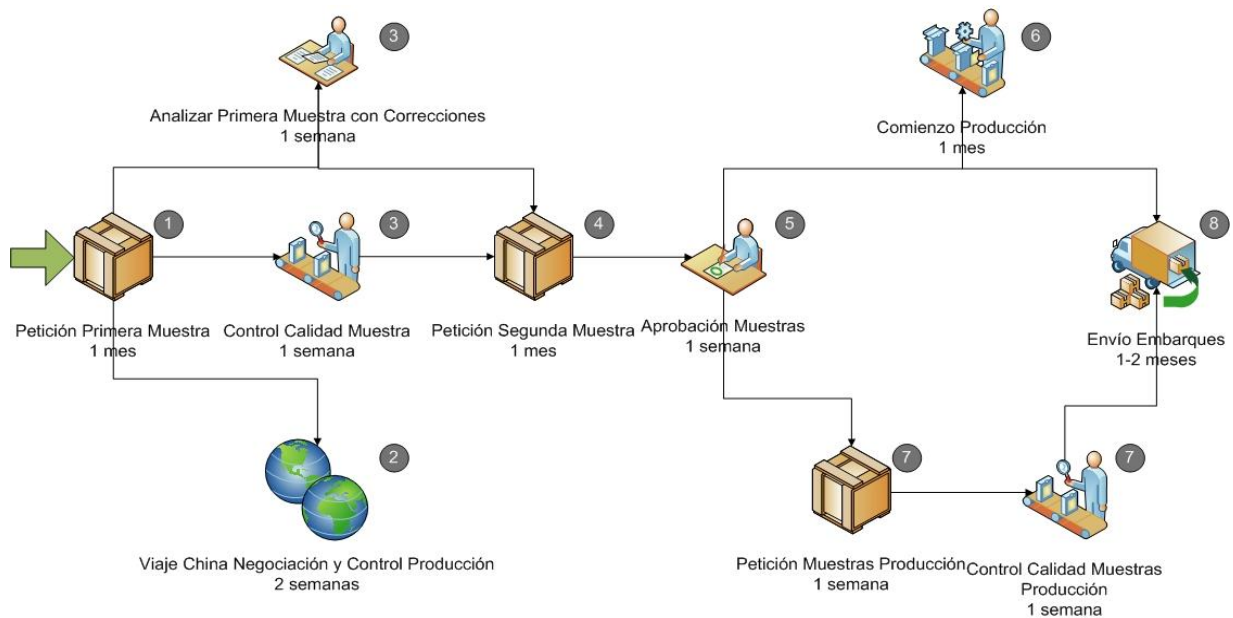 3
Analizar Primera Muestra con Correcciones
1 semana
6
Comienzo Producción
1 mes
1
Petición Primera Muestra
1 mes
3
Control Calidad Muestra
1 semana
4
Petición Segunda Muestra
1 mes
5
Aprobación Muestras
1 semana
8
Envío Embarques
1-2 meses
2
Viaje China Negociación y Control Producción
2 semanas
7
Petición Muestras Producción
1 semana
7
Control Calidad Muestras
Producción
1 semana